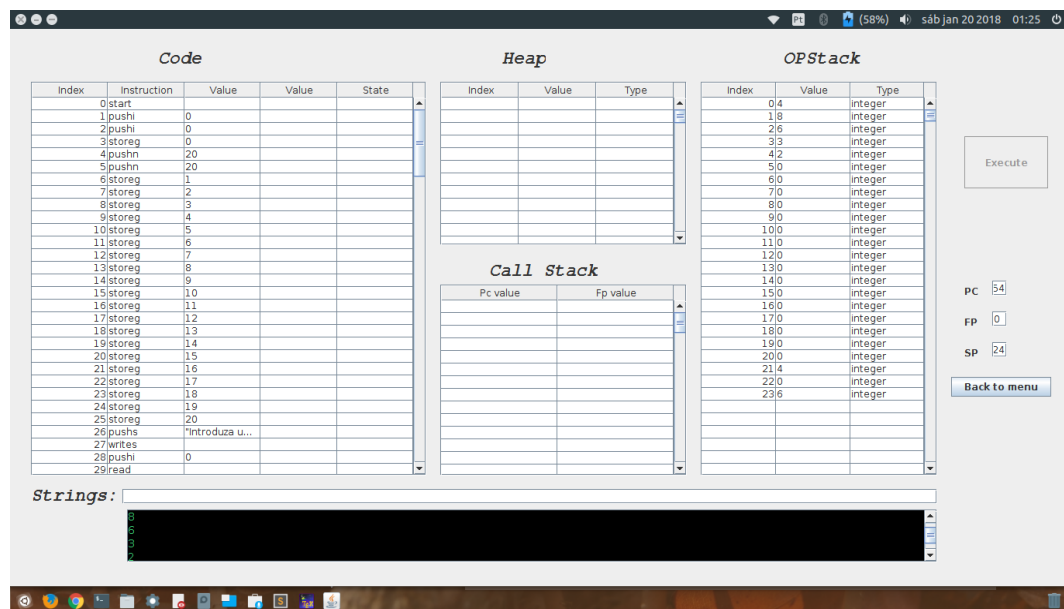 Pt (58%) sáb jan 20 2018 01:25
Code
Index Instruction Value Value State
0 start
1 pushi 0
2 pushi 0
3 storeg 0
4 pushn 20
5 pushn 20
6 storeg 1
7 storeg 2
8 storeg 3
9 storeg 4
10 storeg 5
11 storeg 6
12 storeg 7
13 storeg 8
14 storeg 9
15 storeg 10
16 storeg 11
17 storeg 12
18 storeg 13
19 storeg 14
20 storeg 15
21 storeg 16
22 storeg 17
23 storeg 18
24 storeg 19
25 storeg 20
26 pushs "Introduza u...
27 writes
28 pushi 0
29 read
Heap
Index Value Type
Call Stack
Pc value Fp value
OPStack
Index Value Type
0 4 integer
1 8 integer
2 6 integer
3 3 integer
4 2 integer
5 0 integer
6 0 integer
7 0 integer
8 0 integer
9 0 integer
10 0 integer
11 0 integer
12 0 integer
13 0 integer
14 0 integer
15 0 integer
16 0 integer
17 0 integer
18 0 integer
19 0 integer
20 0 integer
21 4 integer
22 0 integer
23 6 integer
Execute
PC 54
FP 0
SP 24
Back to menu
Strings:
8
6
3
2